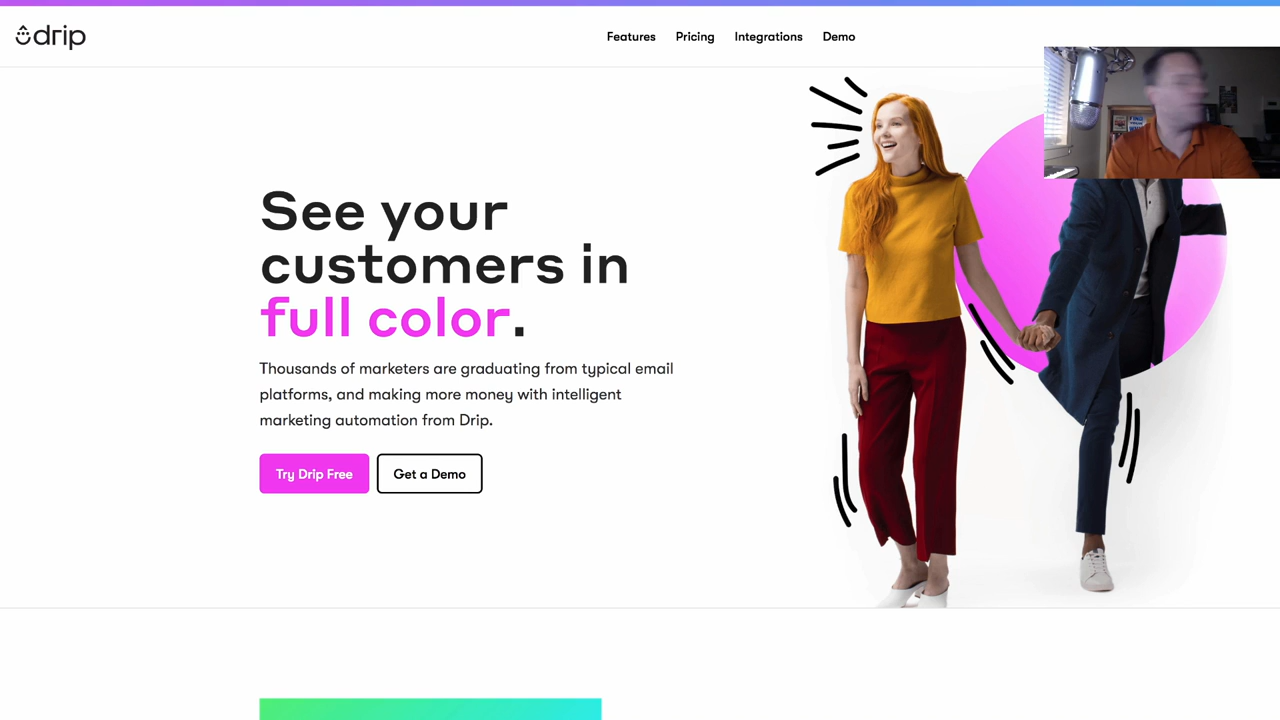 drip
Features
Pricing
Integrations
Demo
See your
customers in
full color.
Thousands of marketers are graduating from typical email
platforms, and making more money with intelligent
marketing automation from Drip.
Try Drip Free
Get a Demo